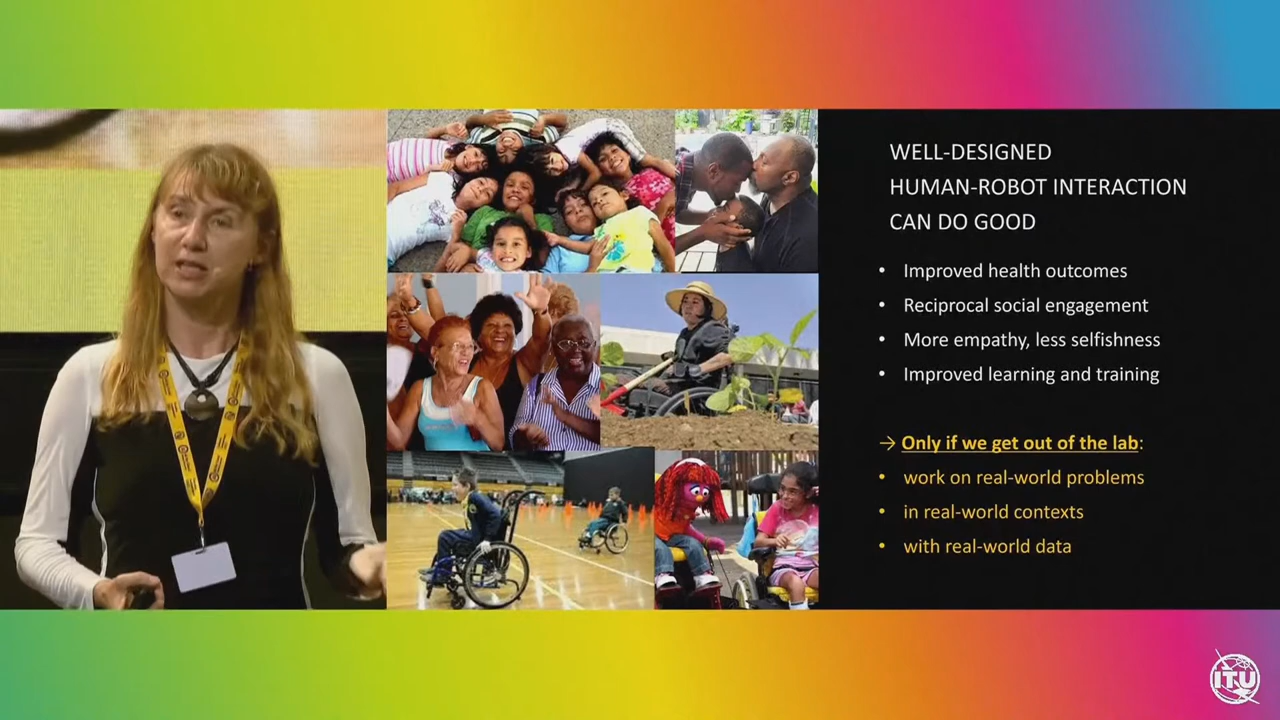 WELL-DESIGNED
HUMAN-ROBOT INTERACTION
CAN DO GOOD
• Improved health outcomes
• Reciprocal social engagement
• More empathy, less selfishness
• Improved learning and training
→ Only if we get out of the lab:
• work on real-world problems
• in real-world contexts
• with real-world data
ITU